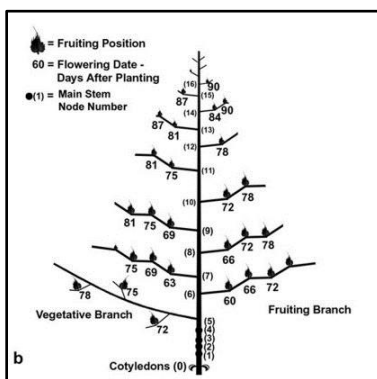 = Fruiting Position
60 = Flowering Date -
Days After Planting
(1) = Main Stem
Node Number
(16) 90
87 (15)
(14) 84 90
87 81 (13)
(12) 78
81 75 (11)
(10) 72 78
81 75 69 (9)
(8) 66 72 78
75 69 63 (7)
(6) 60 66 72
78 75 72
Vegetative Branch
Fruiting Branch
(5)
(4)
(3)
(2)
(1)
b
Cotyledons (0)